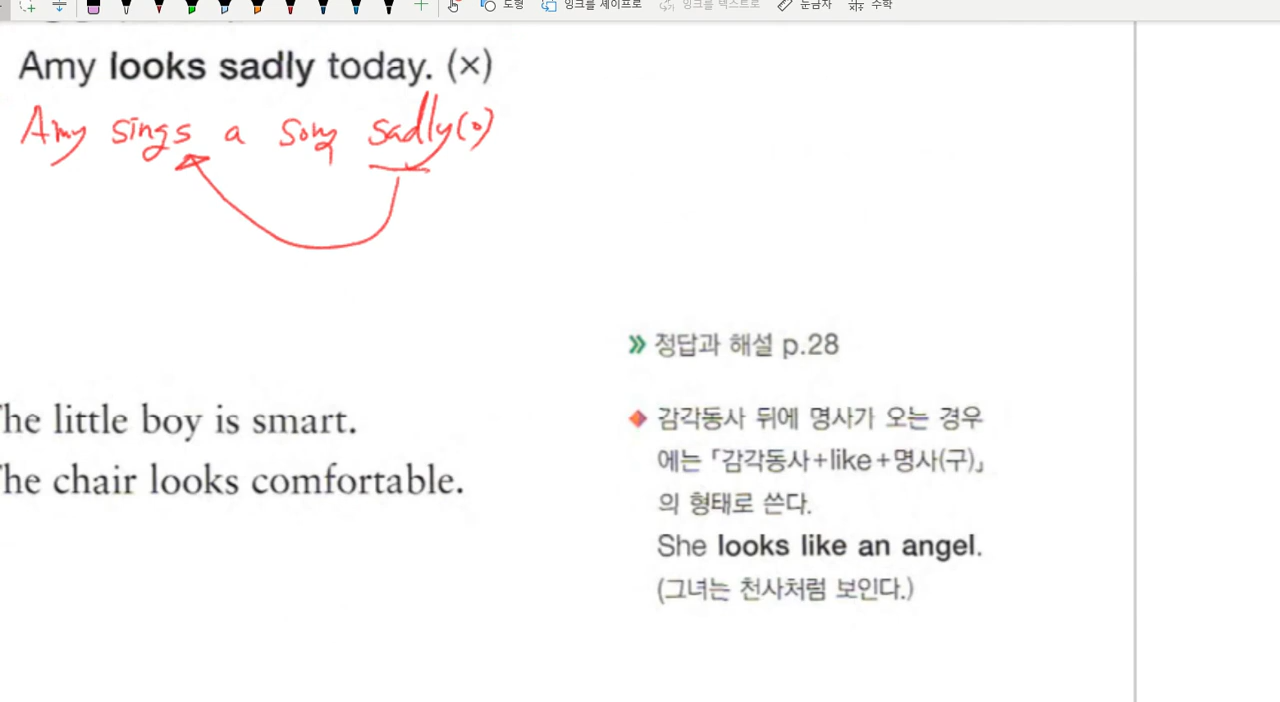 도형
잉크를 셰이프로
잉크를 텍스트로
눈금자
수학
Amy looks sadly today. (×)
Amy sings a song sadly(o)
» 정답과 해설 p.28
The little boy is smart.
The chair looks comfortable.
감각동사 뒤에 명사가 오는 경우
에는 「감각동사+like+명사(구)」
의 형태로 쓴다.
She looks like an angel.
(그녀는 천사처럼 보인다.)